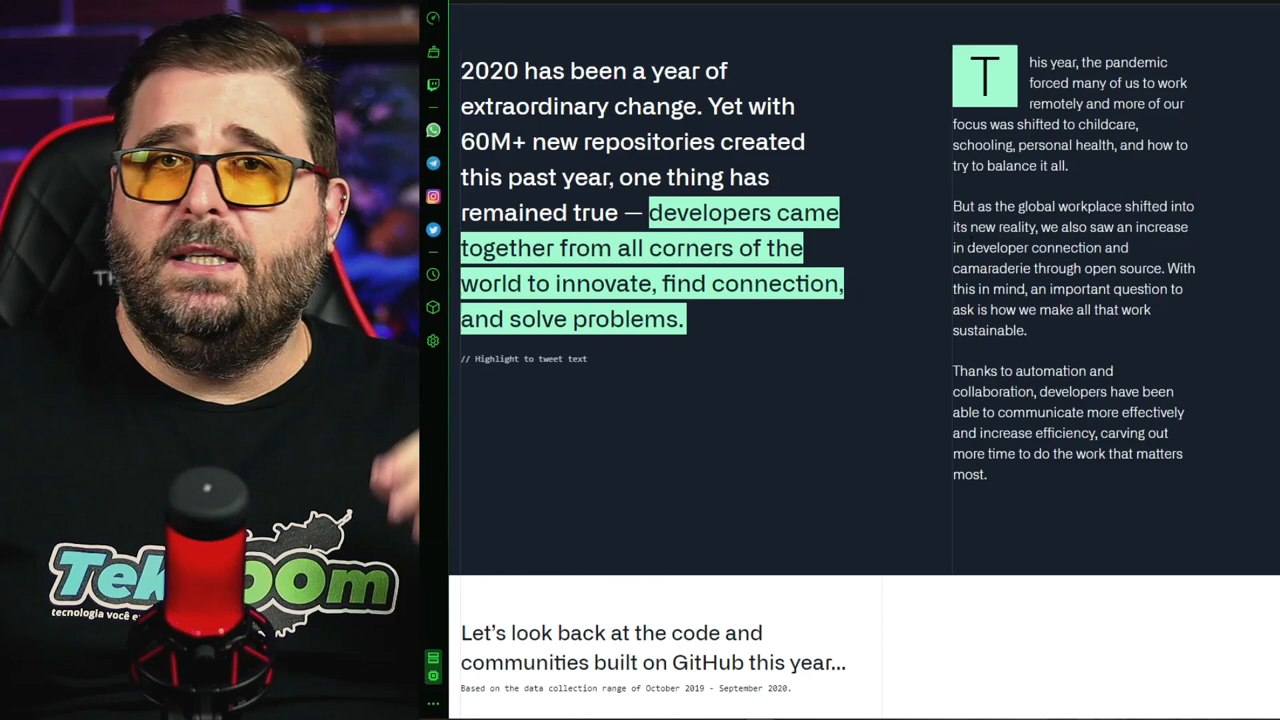 2020 has been a year of
extraordinary change. Yet with
60M+ new repositories created
this past year, one thing has
remained true — developers came
together from all corners of the
world to innovate, find connection,
and solve problems.
// Highlight to tweet text
This year, the pandemic
forced many of us to work
remotely and more of our
focus was shifted to childcare,
schooling, personal health, and how to
try to balance it all.
But as the global workplace shifted into
its new reality, we also saw an increase
in developer connection and
camaraderie through open source. With
this in mind, an important question to
ask is how we make all that work
sustainable.
Thanks to automation and
collaboration, developers have been
able to communicate more effectively
and increase efficiency, carving out
more time to do the work that matters
most.
Let’s look back at the code and
communities built on GitHub this year...
Based on the data collection range of October 2019 - September 2020.
tecnologia você